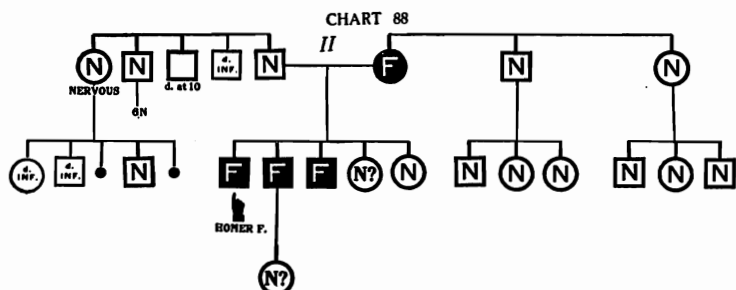 CHART 88
II
N N d. INF. N F N N
NERVOUS d. at 10
6N
d. INF. d. INF. N F F F N? N N N N N N N
HOMER F.
N?